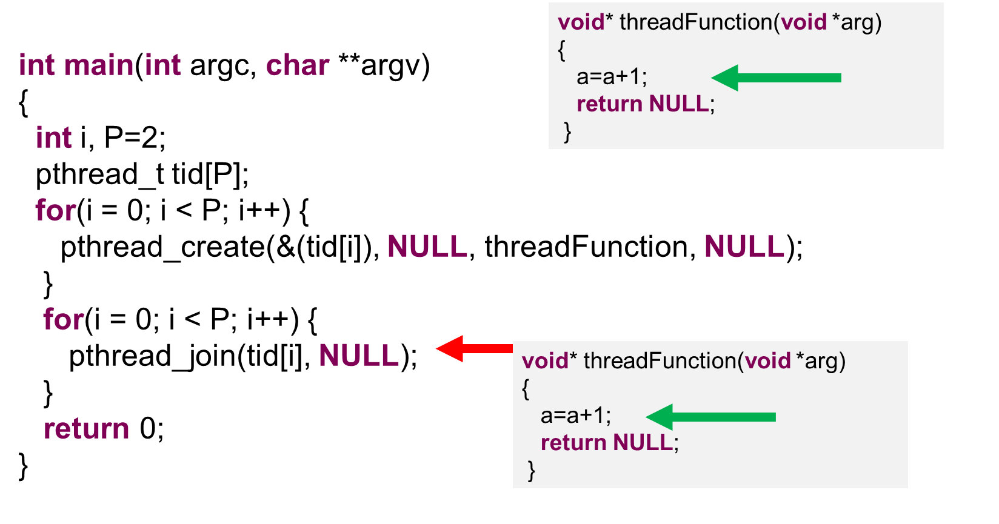 int main(int argc, char **argv)
{
int i, P=2;
pthread_t tid[P];
for(i = 0; i < P; i++) {
pthread_create(&(tid[i]), NULL, threadFunction, NULL);
}
for(i = 0; i < P; i++) {
pthread_join(tid[i], NULL);
}
return 0;
}
void* threadFunction(void *arg)
{
a=a+1;
return NULL;
}
void* threadFunction(void *arg)
{
a=a+1;
return NULL;
}